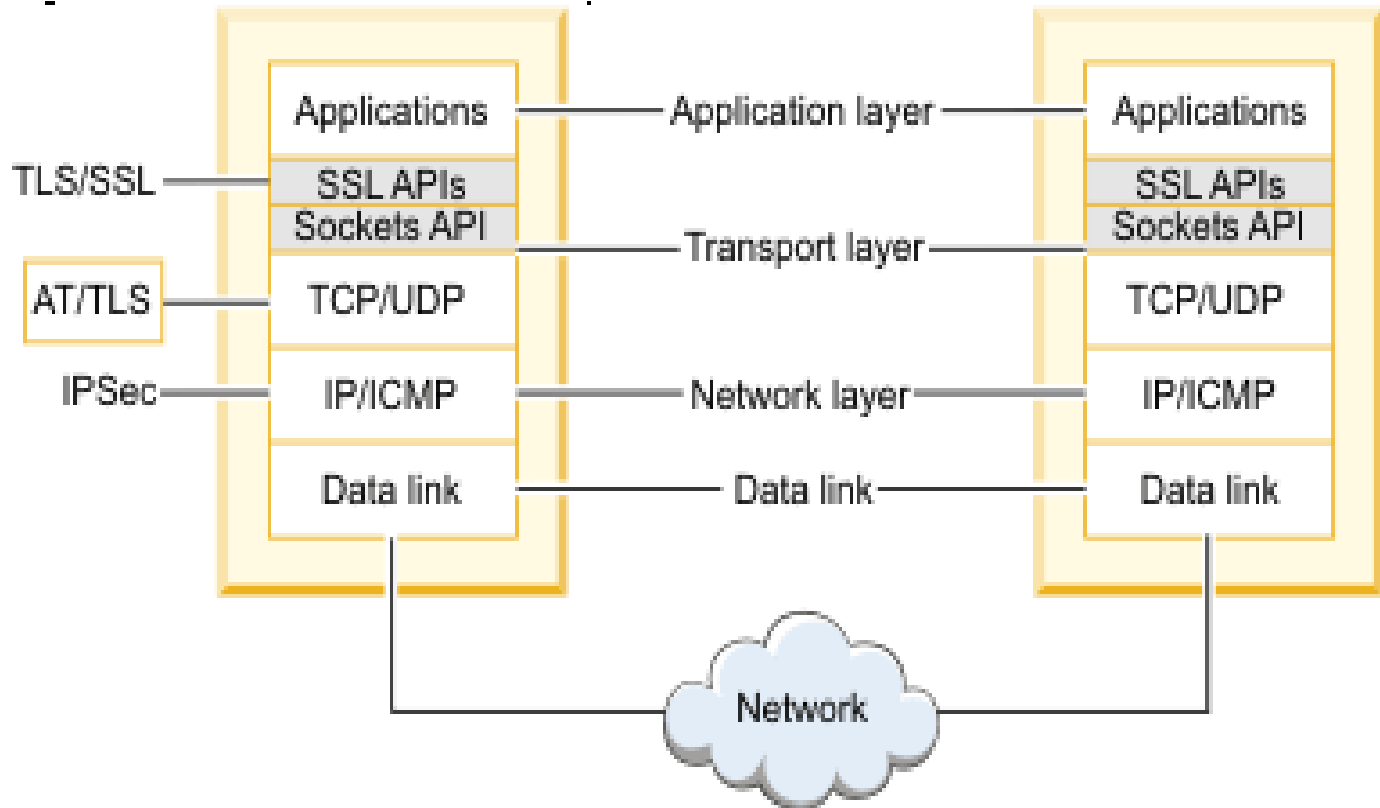 Applications
Application layer
Applications
TLS/SSL
SSL APIs
SSL APIs
Sockets API
Sockets API
Transport layer
AT/TLS
TCP/UDP
TCP/UDP
IPSec
IP/ICMP
Network layer
IP/ICMP
Data link
Data link
Data link
Network